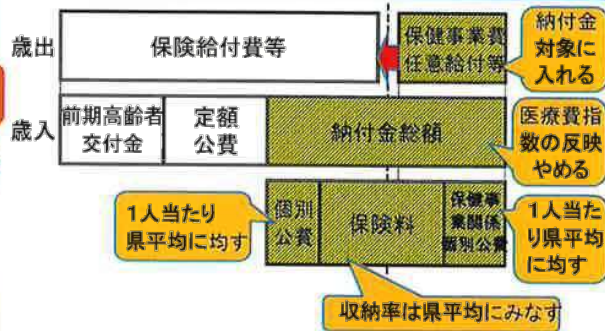 歳出
保険給付費等
保健事業費
任意給付等
納付金
対象に
入れる
歳入
前期高齢者
交付金
定額
公費
納付金総額
医療費指
数の反映
やめる
1人当たり
県平均に均す
個別
公費
保険料
保健事
業関係
個別公費
1人当た
り県平均
に均す
収納率は県平均にみなす